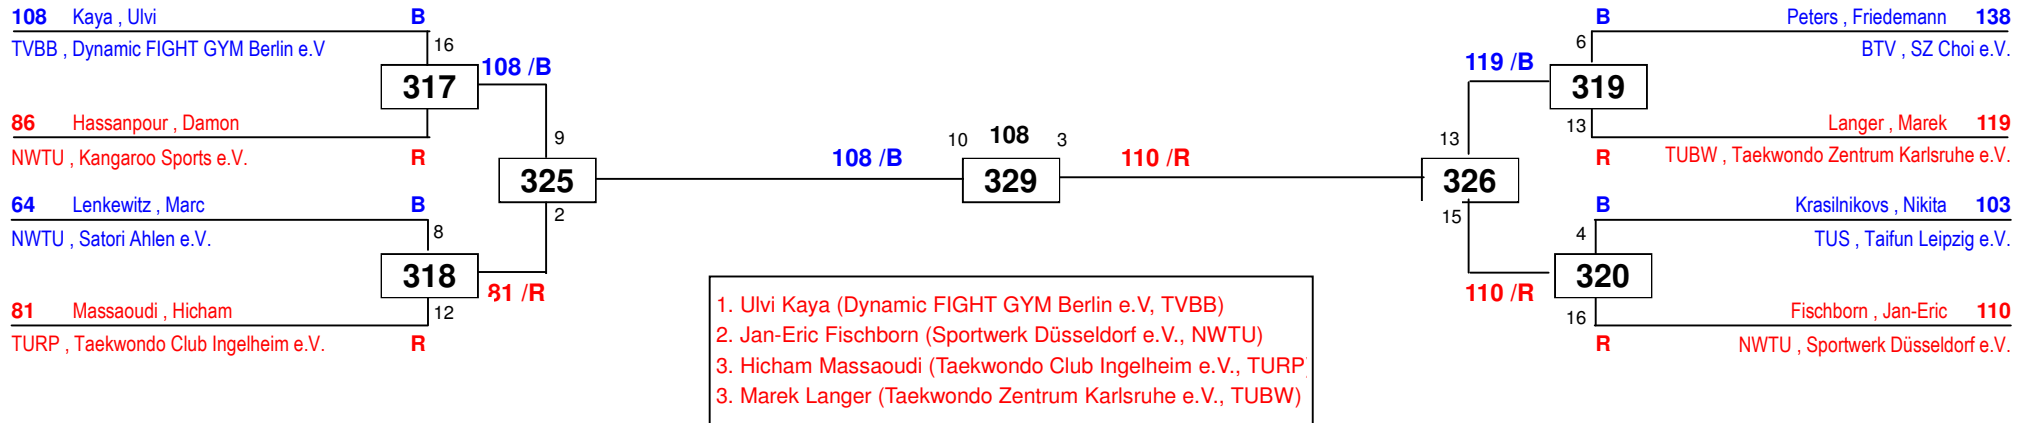 108 Kaya , Ulvi B
TVBB , Dynamic FIGHT GYM Berlin e.V
16
317
108 /B
86 Hassanpour , Damon
NWTU , Kangaroo Sports e.V. R
9
325
2
64 Lenkewitz , Marc B
NWTU , Satori Ahlen e.V.
8
318
81 /R
12
81 Massaoudi , Hicham
TURP , Taekwondo Club Ingelheim e.V. R
108 /B
10 108 3
329
110 /R
B Peters , Friedemann 138
6
BTV , SZ Choi e.V.
119 /B
319
13
Langer , Marek 119
R TUBW , Taekwondo Zentrum Karlsruhe e.V.
13
326
15
B Krasilnikovs , Nikita 103
4
TUS , Taifun Leipzig e.V.
320
110 /R
16
Fischborn , Jan-Eric 110
R NWTU , Sportwerk Düsseldorf e.V.
1. Ulvi Kaya (Dynamic FIGHT GYM Berlin e.V, TVBB)
2. Jan-Eric Fischborn (Sportwerk Düsseldorf e.V., NWTU)
3. Hicham Massaoudi (Taekwondo Club Ingelheim e.V., TURP
3. Marek Langer (Taekwondo Zentrum Karlsruhe e.V., TUBW)